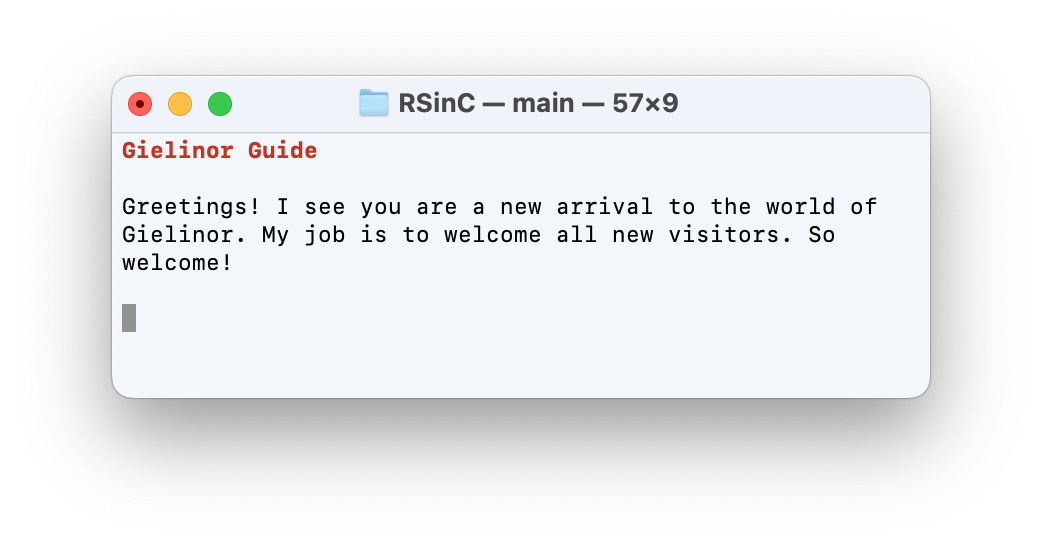 RSinC — main — 57×9
Gielinor Guide
Greetings! I see you are a new arrival to the world of
Gielinor. My job is to welcome all new visitors. So
welcome!